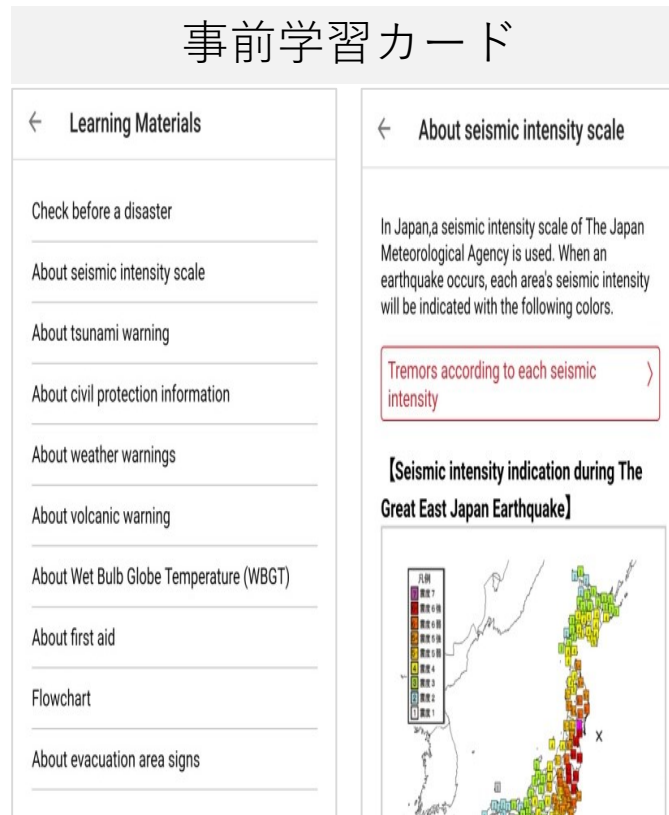 事前学習カード
← Learning Materials
Check before a disaster
About seismic intensity scale
About tsunami warning
About civil protection information
About weather warnings
About volcanic warning
About Wet Bulb Globe Temperature (WBGT)
About first aid
Flowchart
About evacuation area signs
← About seismic intensity scale
In Japan,a seismic intensity scale of The Japan
Meteorological Agency is used. When an
earthquake occurs, each area's seismic intensity
will be indicated with the following colors.
Tremors according to each seismic
intensity
【Seismic intensity indication during The
Great East Japan Earthquake】
凡例
震度7
震度6強
震度6弱
震度5強
震度5弱
4 震度4
3 震度3
2 震度2
1 震度1